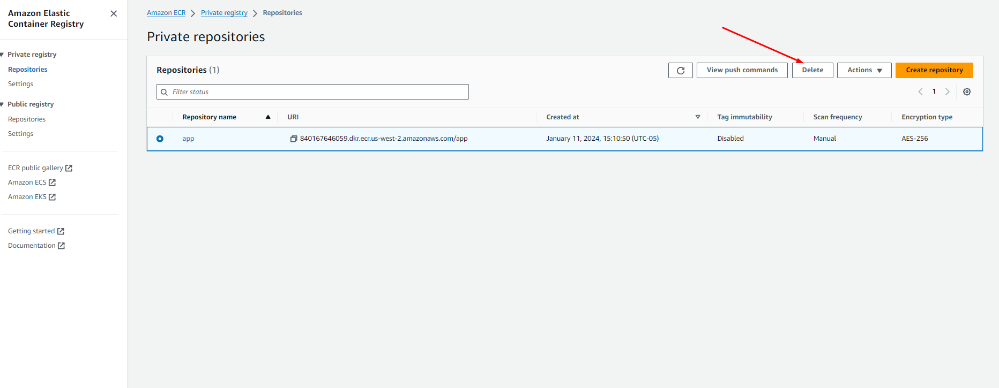 Amazon Elastic
Container Registry
Private registry
Repositories
Settings
Public registry
Repositories
Settings
ECR public gallery
Amazon ECS
Amazon EKS
Getting started
Documentation
Amazon ECR Private registry Repositories
Private repositories
Repositories (1)
View push commands Delete Actions Create repository
Filter status
1
Repository name URI Created at Tag immutability Scan frequency Encryption type
app 840167646059.dkr.ecr.us-west-2.amazonaws.com/app January 11, 2024, 15:10:50 (UTC-05) Disabled Manual AES-256